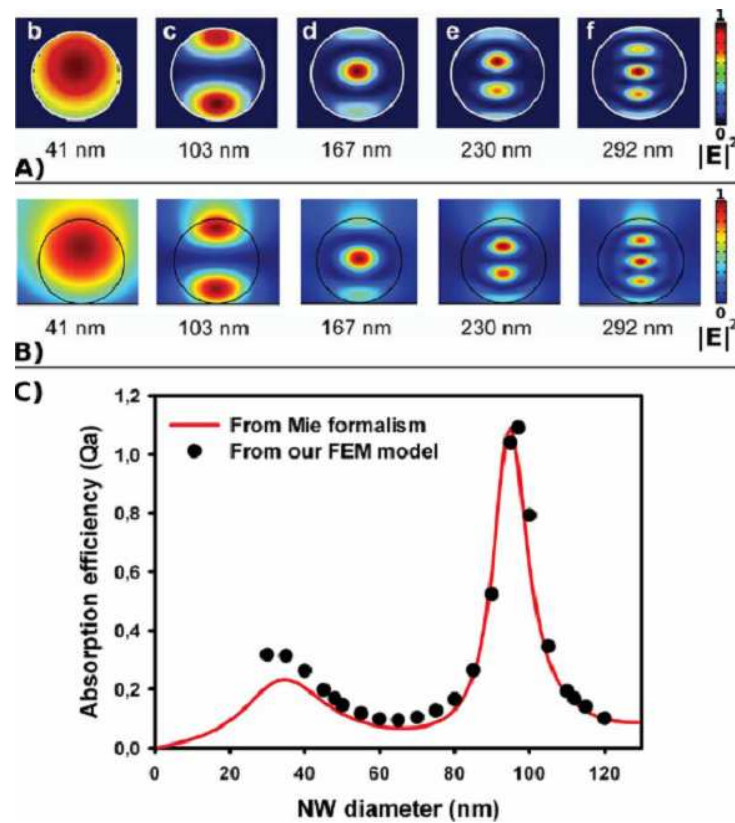 b c d e f 1
41 nm 103 nm 167 nm 230 nm 292 nm 0 |E|²
A)
1
41 nm 103 nm 167 nm 230 nm 292 nm 0 |E|²
B)
C)
1,2
From Mie formalism
From our FEM model
1,0
0,8
0,6
0,4
0,2
0,0
Absorption efficiency (Qa)
0 20 40 60 80 100 120
NW diameter (nm)